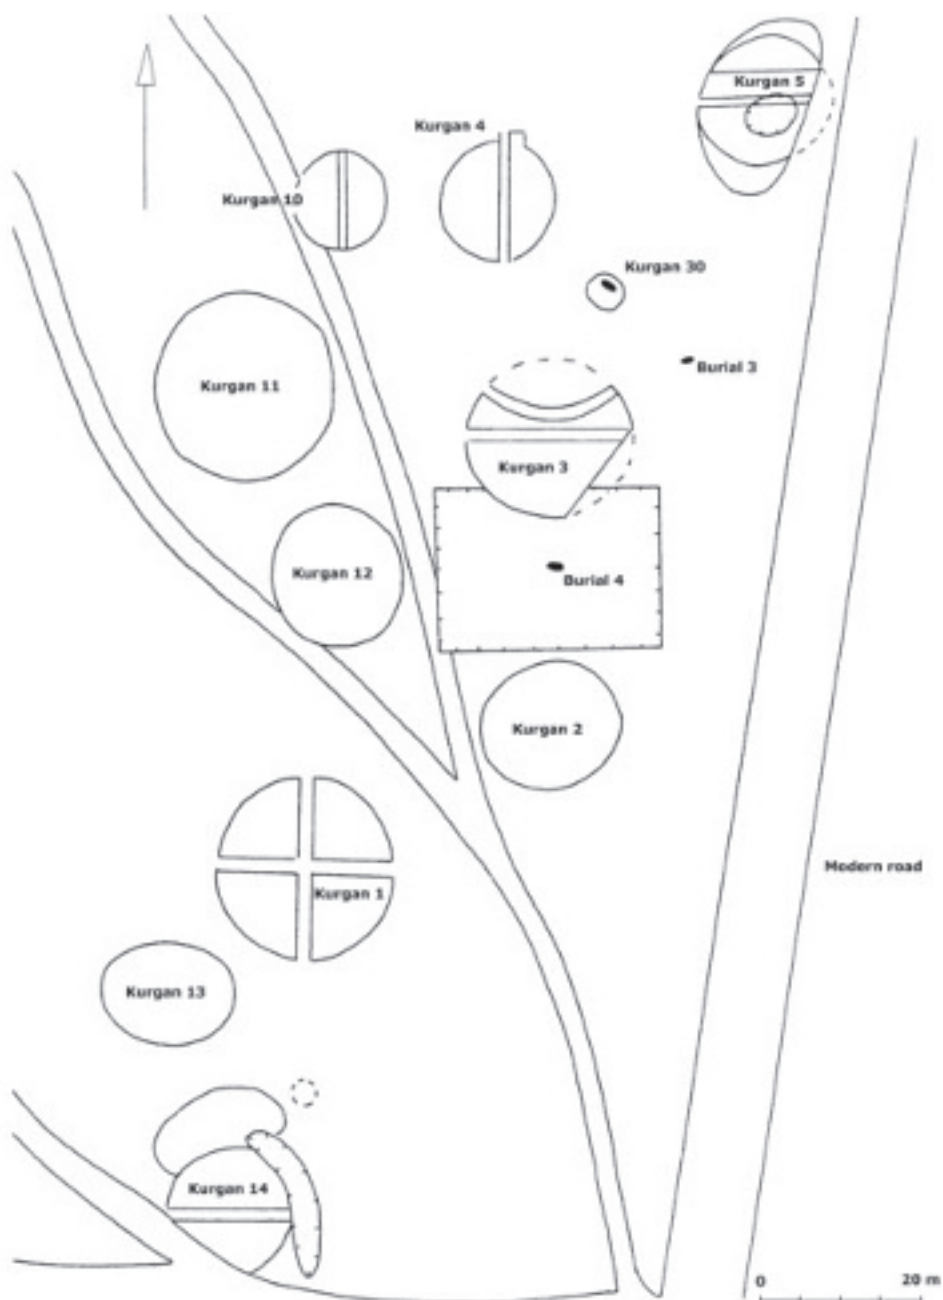 Kurgan 5
Kurgan 4
Kurgan 10
Kurgan 30
Burial 3
Kurgan 11
Kurgan 3
Kurgan 12
Burial 4
Kurgan 2
Modern road
Kurgan 1
Kurgan 13
Kurgan 14
0 20 m